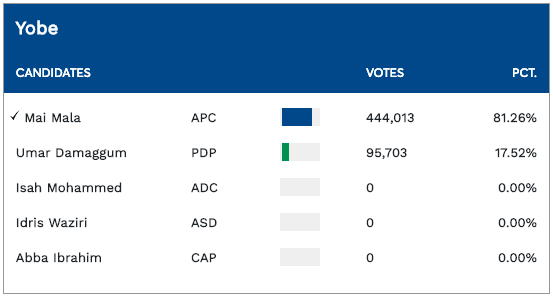 Yobe
CANDIDATES VOTES PCT.
✓ Mai Mala APC 444,013 81.26%
Umar Damaggum PDP 95,703 17.52%
Isah Mohammed ADC 0 0.00%
Idris Waziri ASD 0 0.00%
Abba Ibrahim CAP 0 0.00%